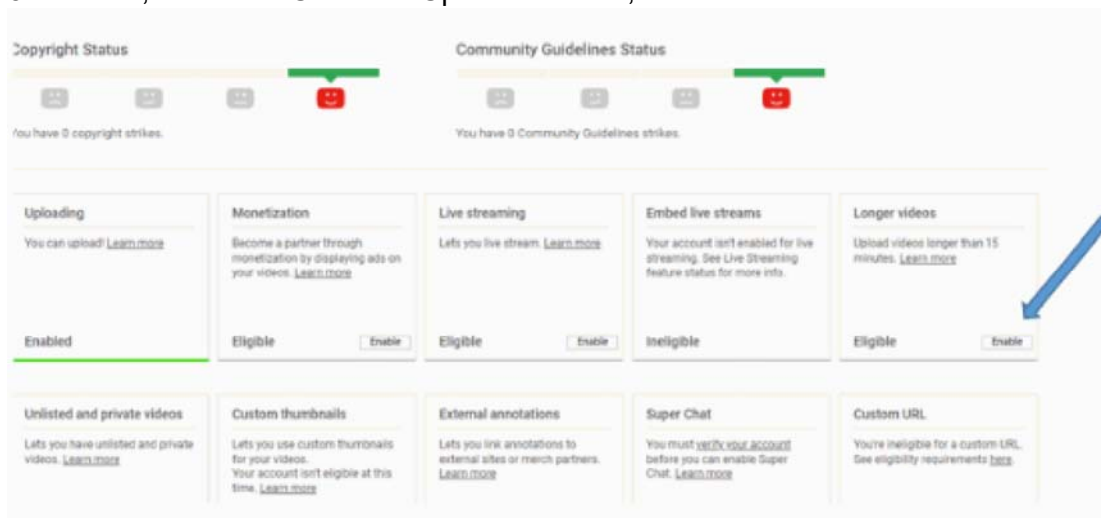 Copyright Status
Community Guidelines Status
You have 0 copyright strikes.
You have 0 Community Guidelines strikes.
Uploading
You can upload! Learn more
Enabled
Monetization
Become a partner through
monetization by displaying ads on
your videos. Learn more
Eligible
Enable
Live streaming
Lets you live stream. Learn more
Eligible
Enable
Embed live streams
Your account isn't enabled for live
streaming. See Live Streaming
feature status for more info.
Ineligible
Longer videos
Upload videos longer than 15
minutes. Learn more
Eligible
Enable
Unlisted and private videos
Lets you have unlisted and private
videos. Learn more
Custom thumbnails
Lets you use custom thumbnails
for your videos.
Your account isn't eligible at this
time. Learn more
External annotations
Lets you link annotations to
external sites or merch partners.
Learn more
Super Chat
You must verify your account
before you can enable Super
Chat. Learn more
Custom URL
You're ineligible for a custom URL.
See eligibility requirements here.